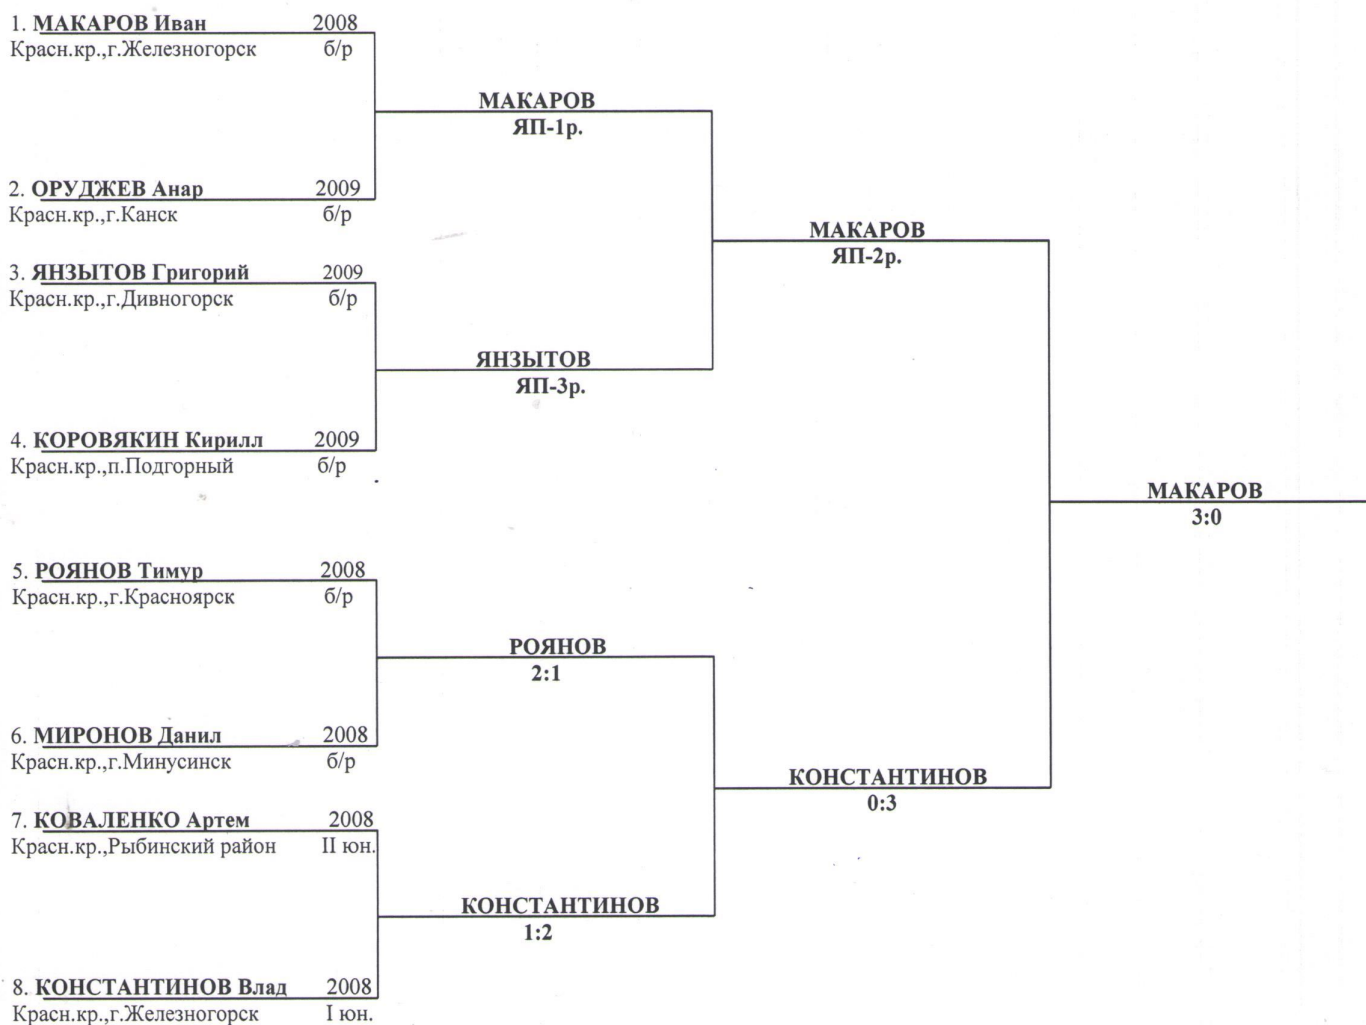 1. МАКАРОВ Иван 2008
Красн.кр.,г.Железногорск б/р
МАКАРОВ
ЯП-1р.
2. ОРУДЖЕВ Анар 2009
Красн.кр.,г.Канск б/р
МАКАРОВ
ЯП-2р.
3. ЯНЗЫТОВ Григорий 2009
Красн.кр.,г.Дивногорск б/р
ЯНЗЫТОВ
ЯП-3р.
4. КОРОВЯКИН Кирилл 2009
Красн.кр.,п.Подгорный б/р
МАКАРОВ
3:0
5. РОЯНОВ Тимур 2008
Красн.кр.,г.Красноярск б/р
РОЯНОВ
2:1
6. МИРОНОВ Данил 2008
Красн.кр.,г.Минусинск б/р
КОНСТАНТИНОВ
0:3
7. КОВАЛЕНКО Артем 2008
Красн.кр.,Рыбинский район II юн.
КОНСТАНТИНОВ
1:2
8. КОНСТАНТИНОВ Влад 2008
Красн.кр.,г.Железногорск I юн.